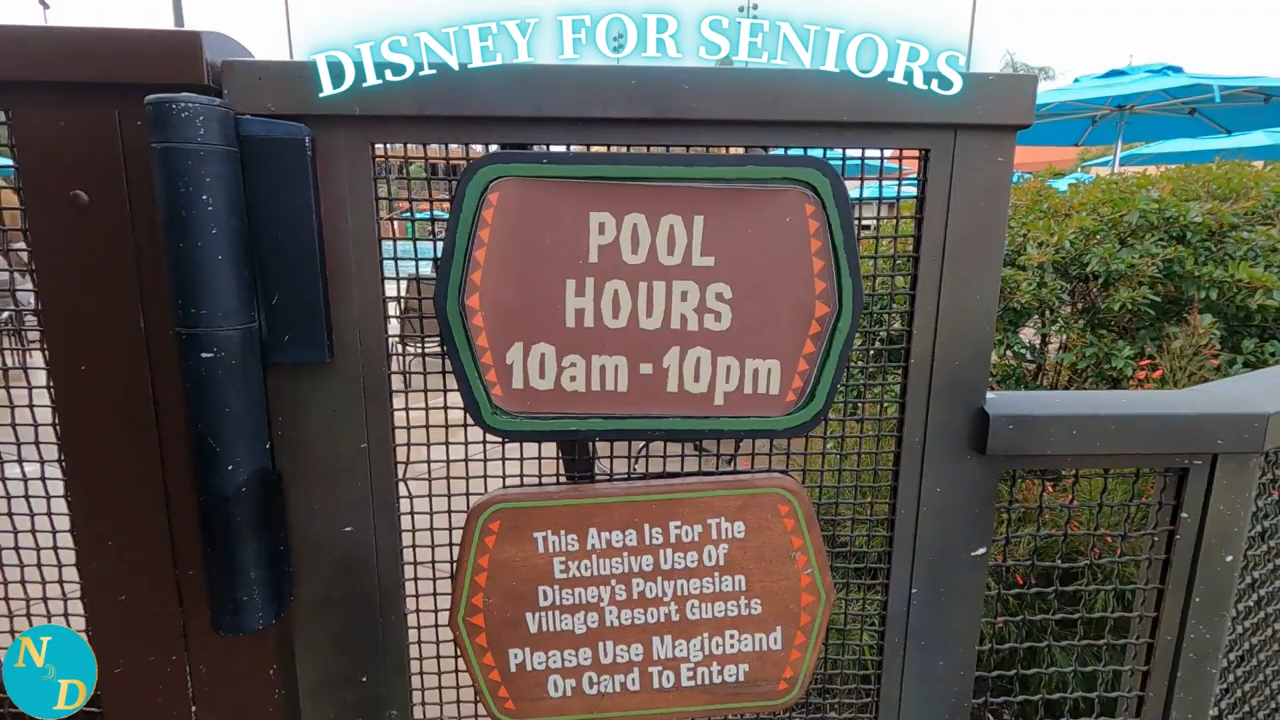 DISNEY FOR SENIORS
POOL
HOURS
10am - 10pm
This Area Is For The
Exclusive Use Of
Disney's Polynesian
Village Resort Guests
Please Use MagicBand
Or Card To Enter
N D